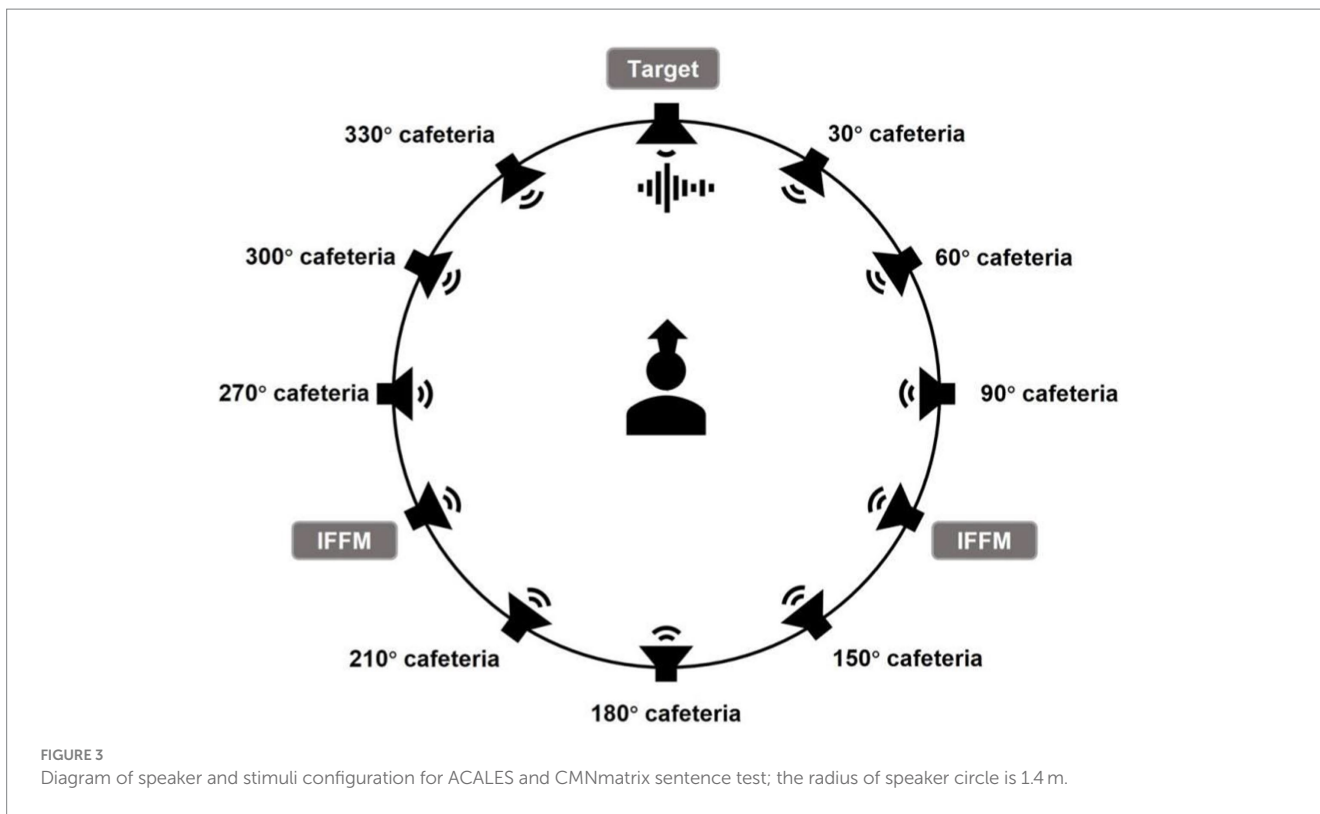 Target
330° cafeteria
30° cafeteria
300° cafeteria
60° cafeteria
270° cafeteria
90° cafeteria
IFFM
IFFM
210° cafeteria
150° cafeteria
180° cafeteria
FIGURE 3
Diagram of speaker and stimuli configuration for ACALES and CMNmatrix sentence test; the radius of speaker circle is 1.4 m.